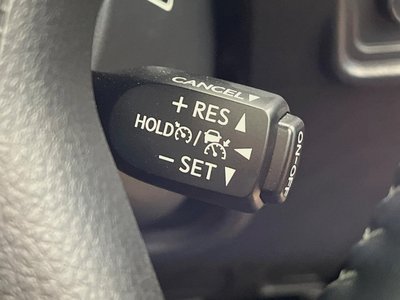 CANCEL▼
+ RES ▲
HOLD / ◀
– SET ▼
ON-OFF